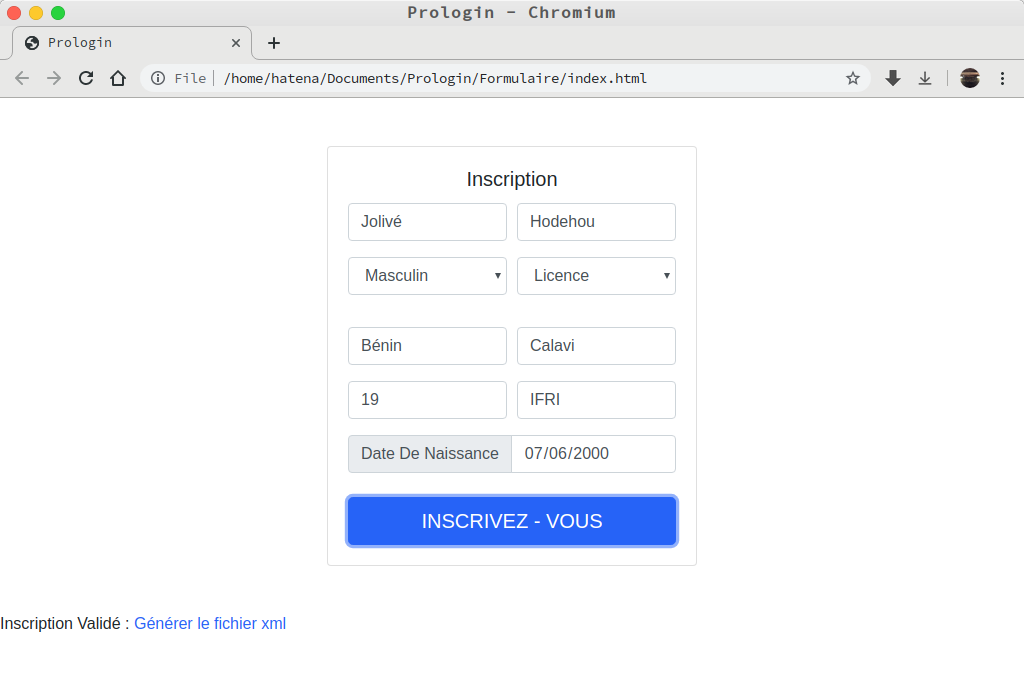 Prologin - Chromium
Prologin
File /home/hatena/Documents/Prologin/Formulaire/index.html
Inscription
Jolivé Hodehou
Masculin Licence
Bénin Calavi
19 IFRI
Date De Naissance 07/06/2000
INSCRIVEZ - VOUS
Inscription Validé : Générer le fichier xml